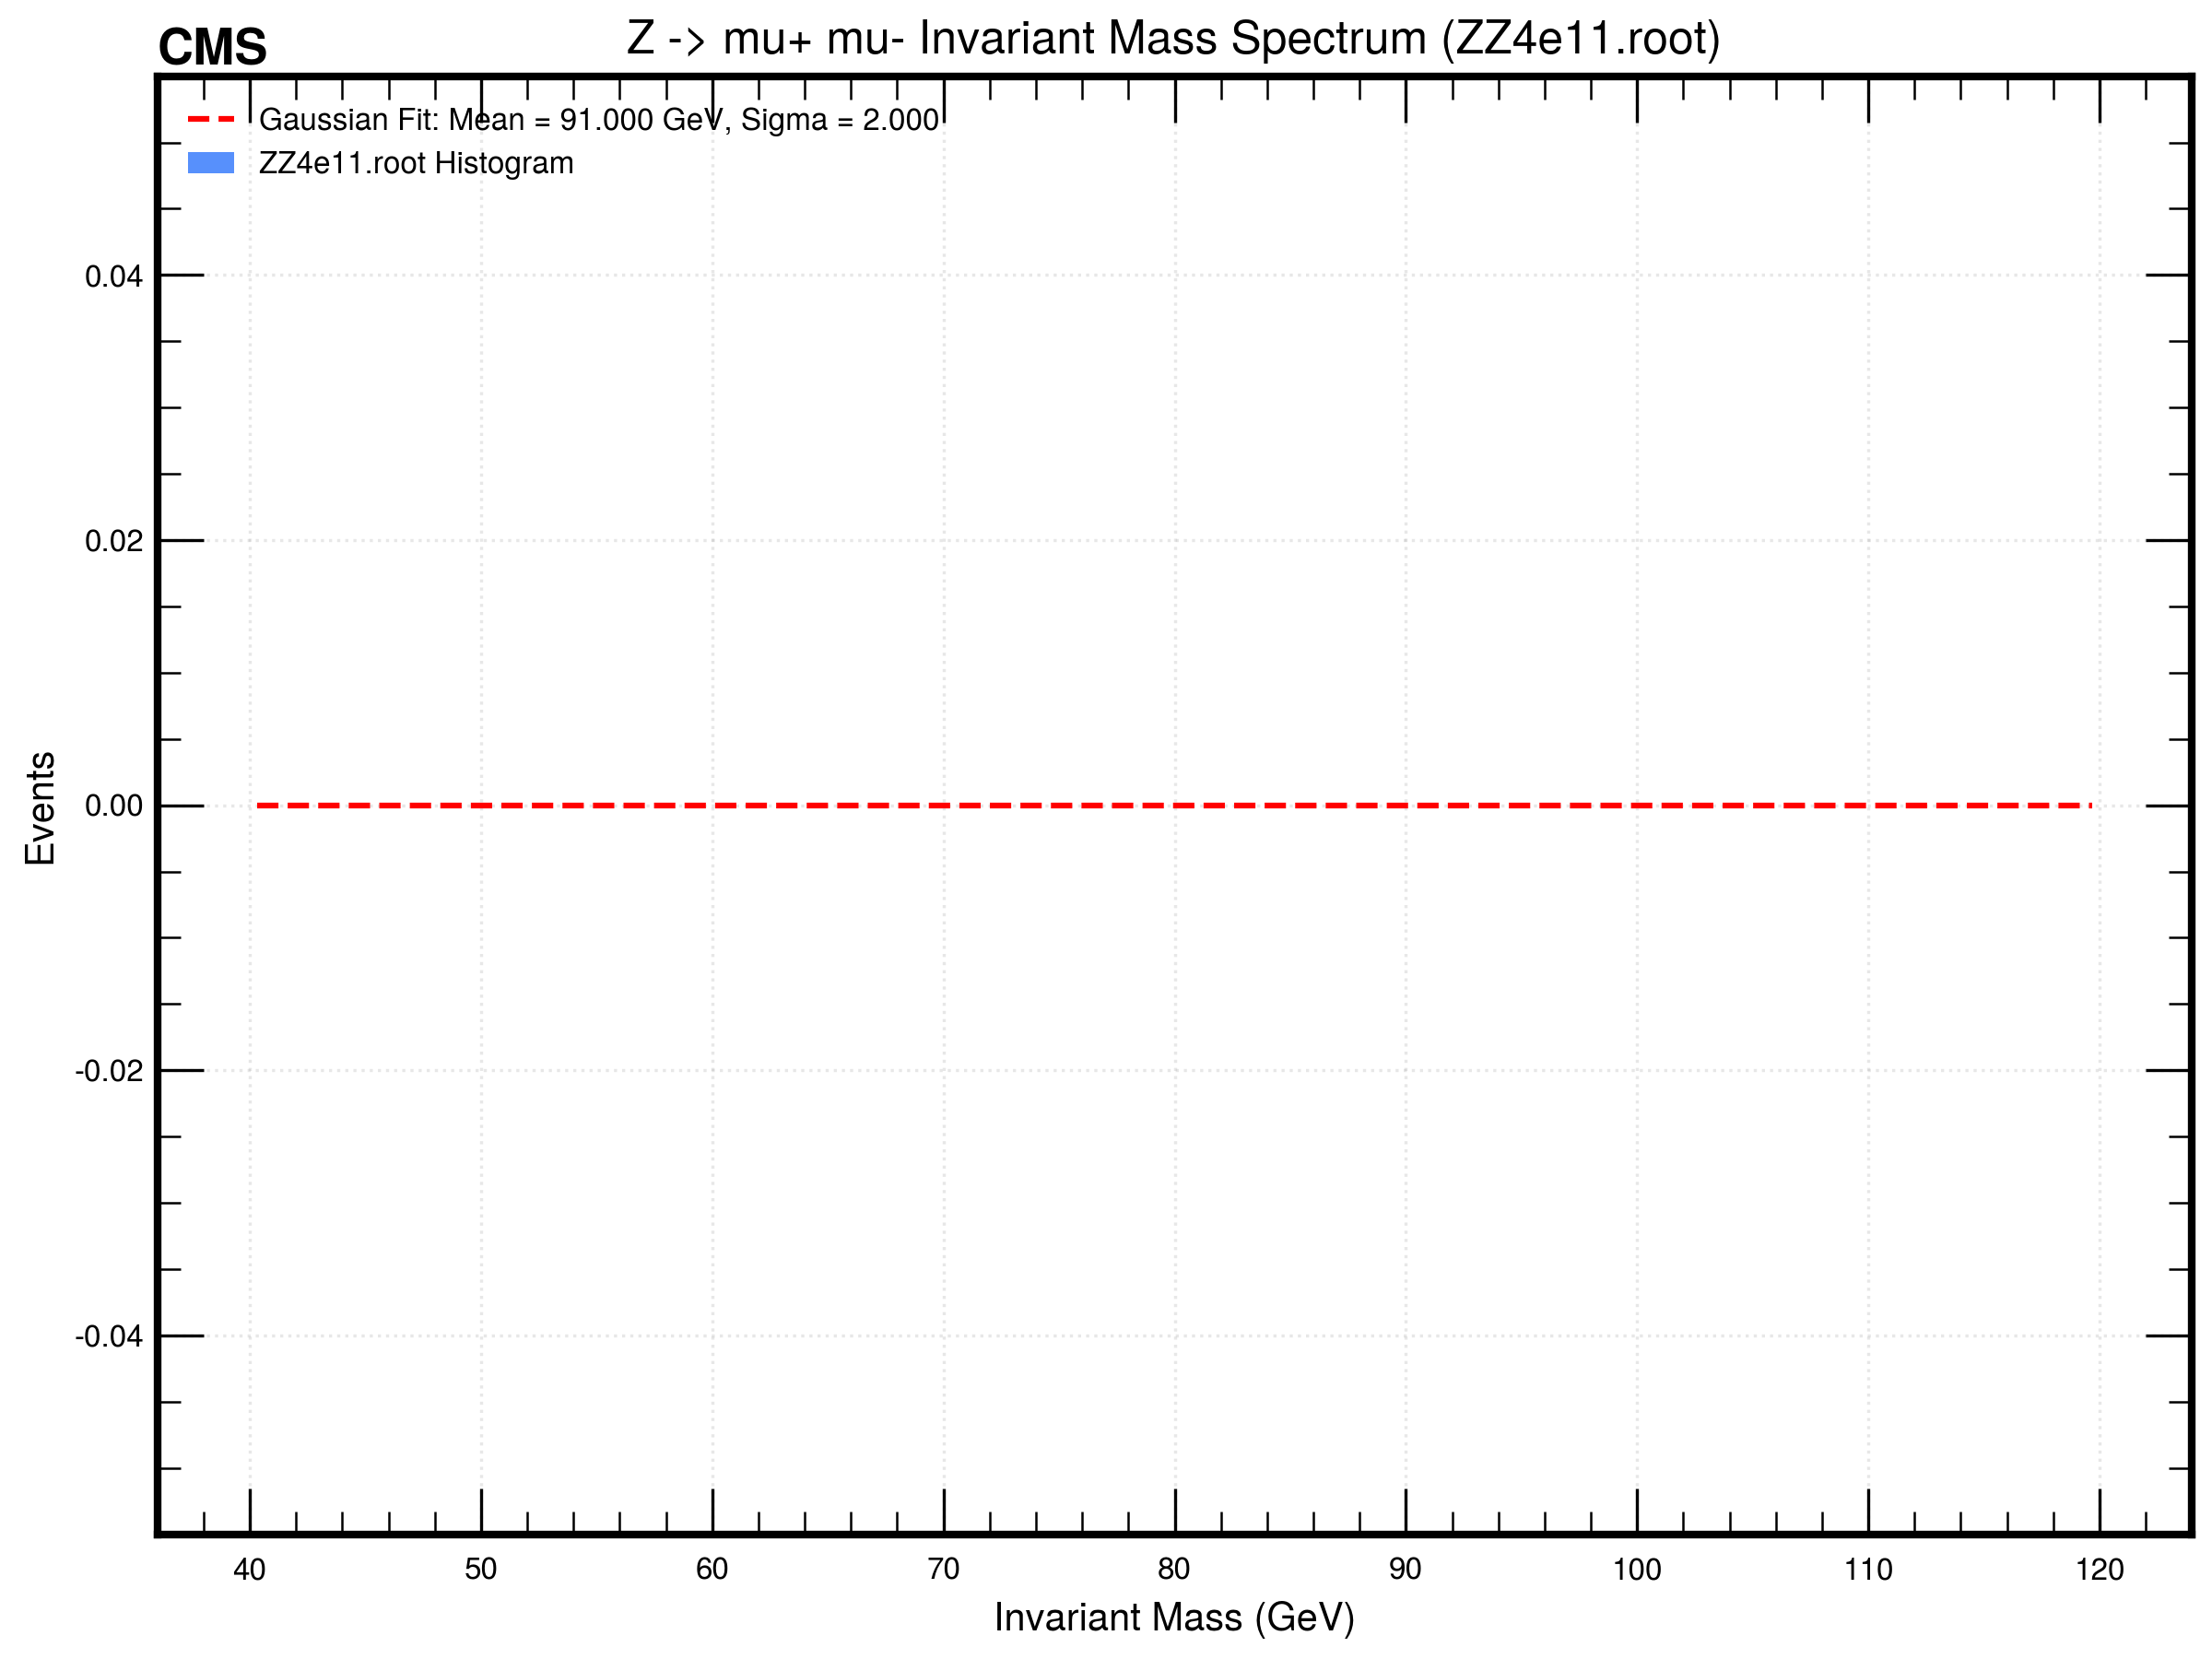 CMS
Z -> mu+ mu- Invariant Mass Spectrum (ZZ4e11.root)
Gaussian Fit: Mean = 91.000 GeV, Sigma = 2.000
ZZ4e11.root Histogram
0.04
0.02
0.00
-0.02
-0.04
Events
40 50 60 70 80 90 100 110 120
Invariant Mass (GeV)